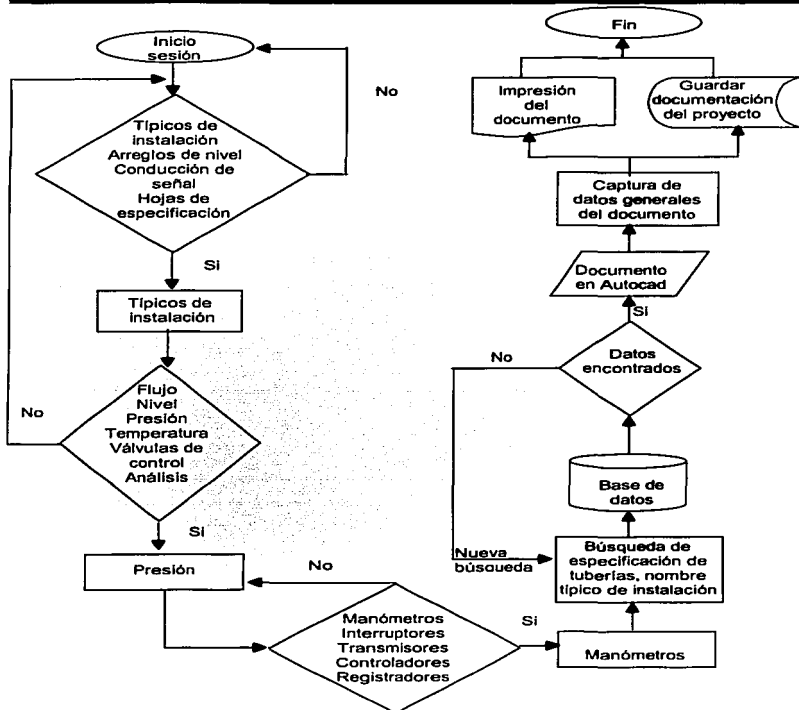 Inicio
sesión
No
Típicos de
instalación
Arreglos de nivel
Conducción de
señal
Hojas de
especificación
Si
Típicos de
instalación
No
Flujo
Nivel
Presión
Temperatura
Válvulas de
control
Análisis
Si
Presión
No
Manómetros
Interruptores
Transmisores
Controladores
Registradores
Si
Manómetros
Búsqueda de
especificación de
tuberías, nombre
típico de instalación
Nueva
búsqueda
Base de
datos
Datos
encontrados
No
Si
Documento
en Autocad
Captura de
datos generales
del documento
Impresión
del
documento
Guardar
documentación
del proyecto
Fin